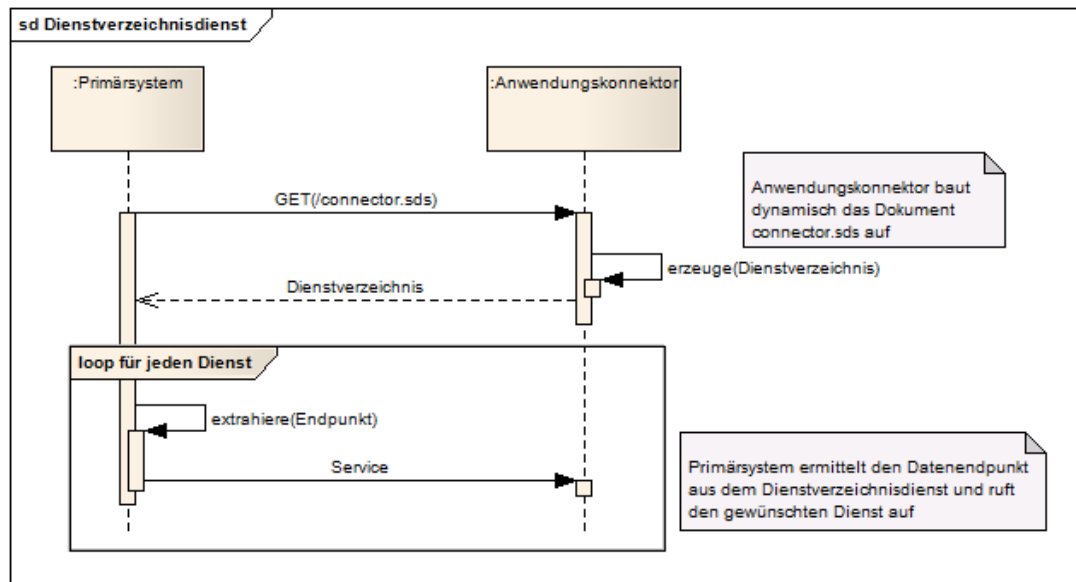 sd Dienstverzeichnisdienst
:Primärsystem
:Anwendungskonnektor
Anwendungskonnektor baut
dynamisch das Dokument
connector.sds auf
GET(/connector.sds)
erzeuge(Dienstverzeichnis)
Dienstverzeichnis
loop für jeden Dienst
extrahiere(Endpunkt)
Service
Primärsystem ermittelt den Datenendpunkt
aus dem Dienstverzeichnisdienst und ruft
den gewünschten Dienst auf